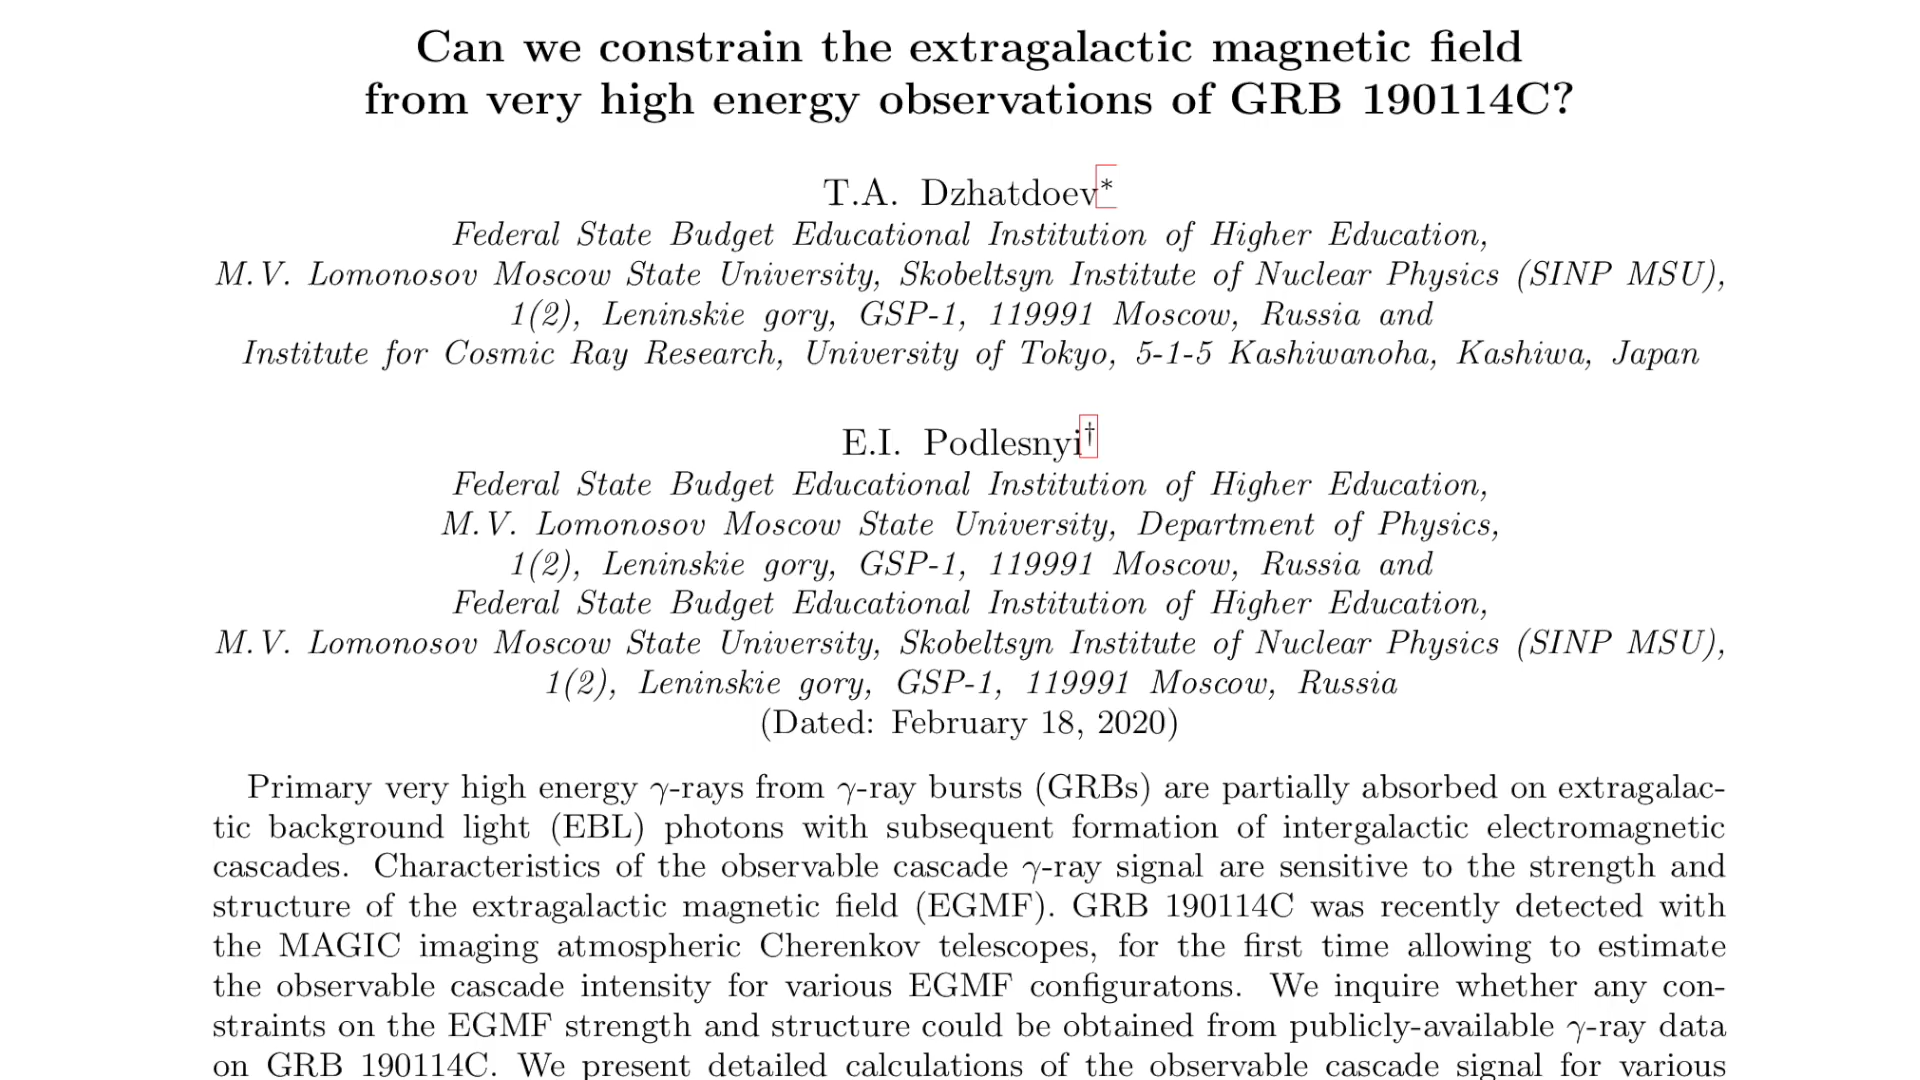 Can we constrain the extragalactic magnetic field
from very high energy observations of GRB 190114C?
T.A. Dzhatdoev*
Federal State Budget Educational Institution of Higher Education,
M.V. Lomonosov Moscow State University, Skobeltsyn Institute of Nuclear Physics (SINP MSU),
1(2), Leninskie gory, GSP-1, 119991 Moscow, Russia and
Institute for Cosmic Ray Research, University of Tokyo, 5-1-5 Kashiwanoha, Kashiwa, Japan
E.I. Podlesnyi†
Federal State Budget Educational Institution of Higher Education,
M.V. Lomonosov Moscow State University, Department of Physics,
1(2), Leninskie gory, GSP-1, 119991 Moscow, Russia and
Federal State Budget Educational Institution of Higher Education,
M.V. Lomonosov Moscow State University, Skobeltsyn Institute of Nuclear Physics (SINP MSU),
1(2), Leninskie gory, GSP-1, 119991 Moscow, Russia
(Dated: February 18, 2020)
Primary very high energy γ-rays from γ-ray bursts (GRBs) are partially absorbed on extragalac-
tic background light (EBL) photons with subsequent formation of intergalactic electromagnetic
cascades. Characteristics of the observable cascade γ-ray signal are sensitive to the strength and
structure of the extragalactic magnetic field (EGMF). GRB 190114C was recently detected with
the MAGIC imaging atmospheric Cherenkov telescopes, for the first time allowing to estimate
the observable cascade intensity for various EGMF configuratons. We inquire whether any con-
straints on the EGMF strength and structure could be obtained from publicly-available γ-ray data
on GRB 190114C. We present detailed calculations of the observable cascade signal for various